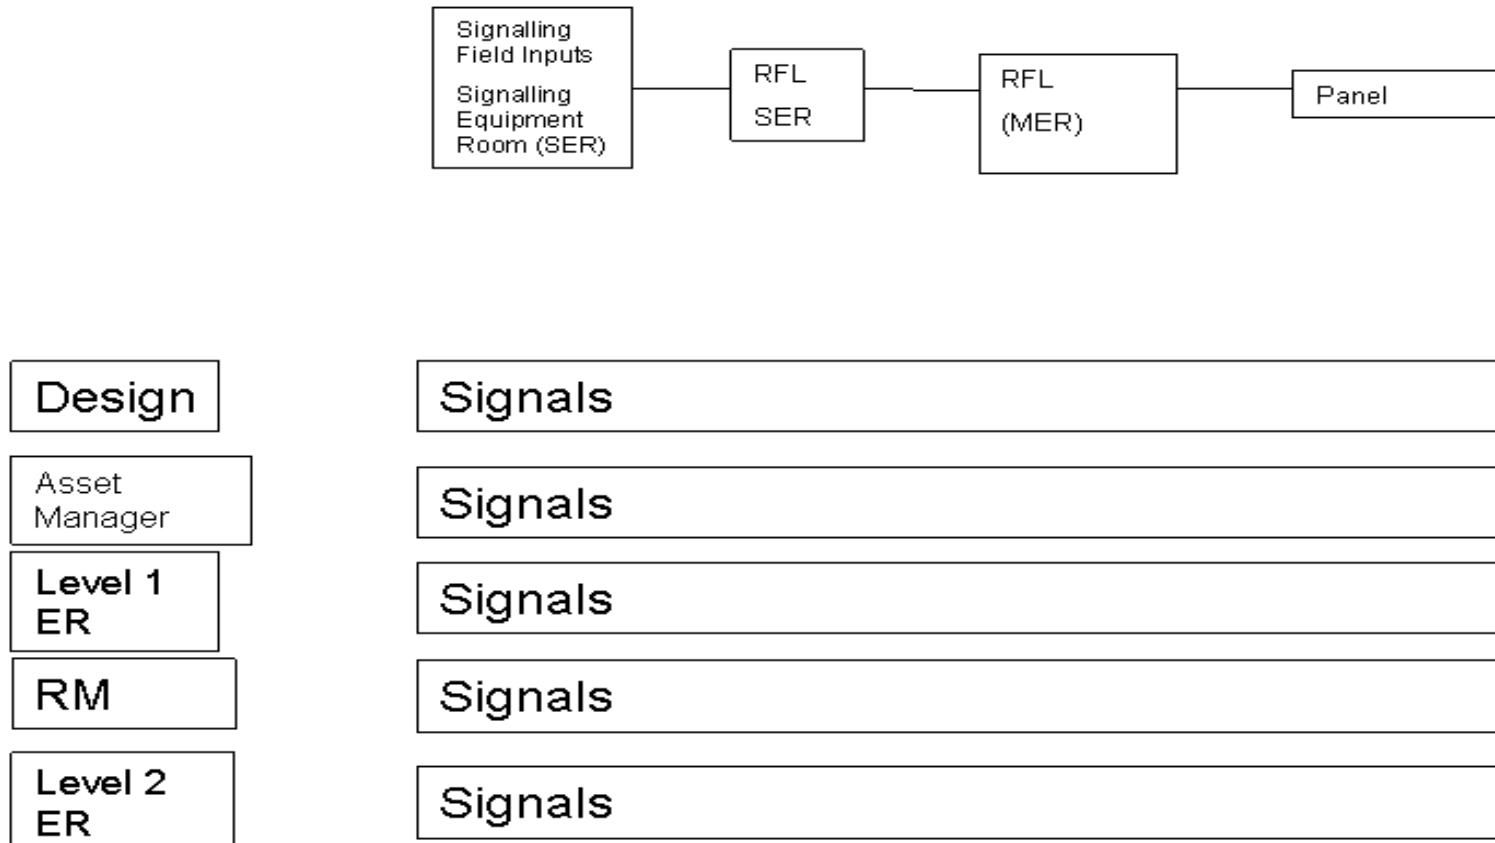 Signalling
Field Inputs
Signalling
Equipment
Room (SER)
RFL
SER
RFL
(MER)
Panel
Design
Signals
Asset
Manager
Signals
Level 1
ER
Signals
RM
Signals
Level 2
ER
Signals